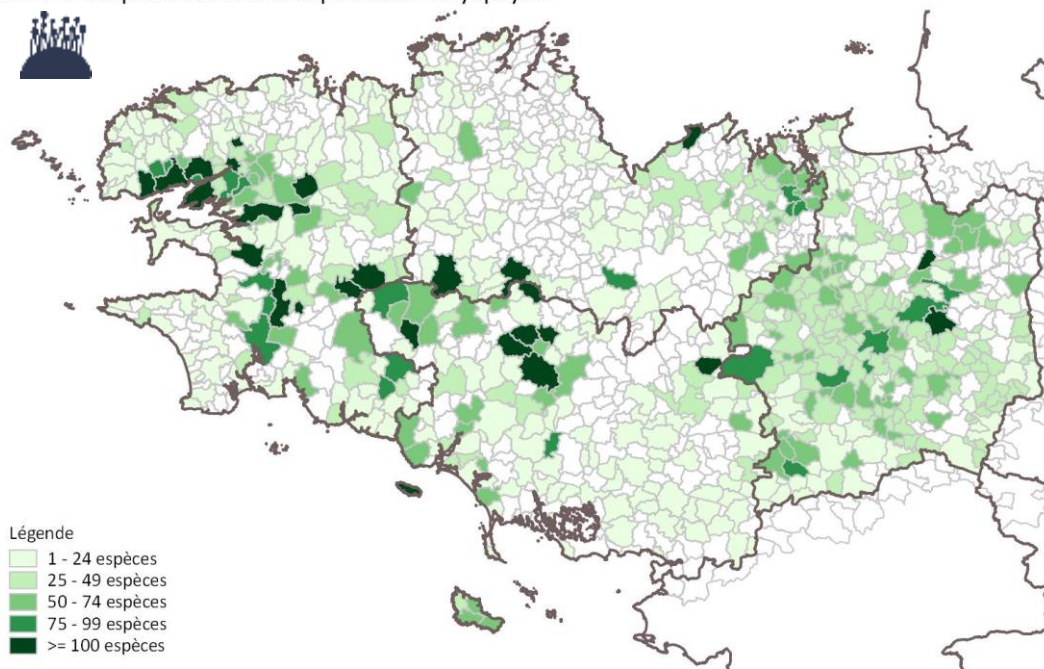 Légende
1 - 24 espèces
25 - 49 espèces
50 - 74 espèces
75 - 99 espèces
>= 100 espèces